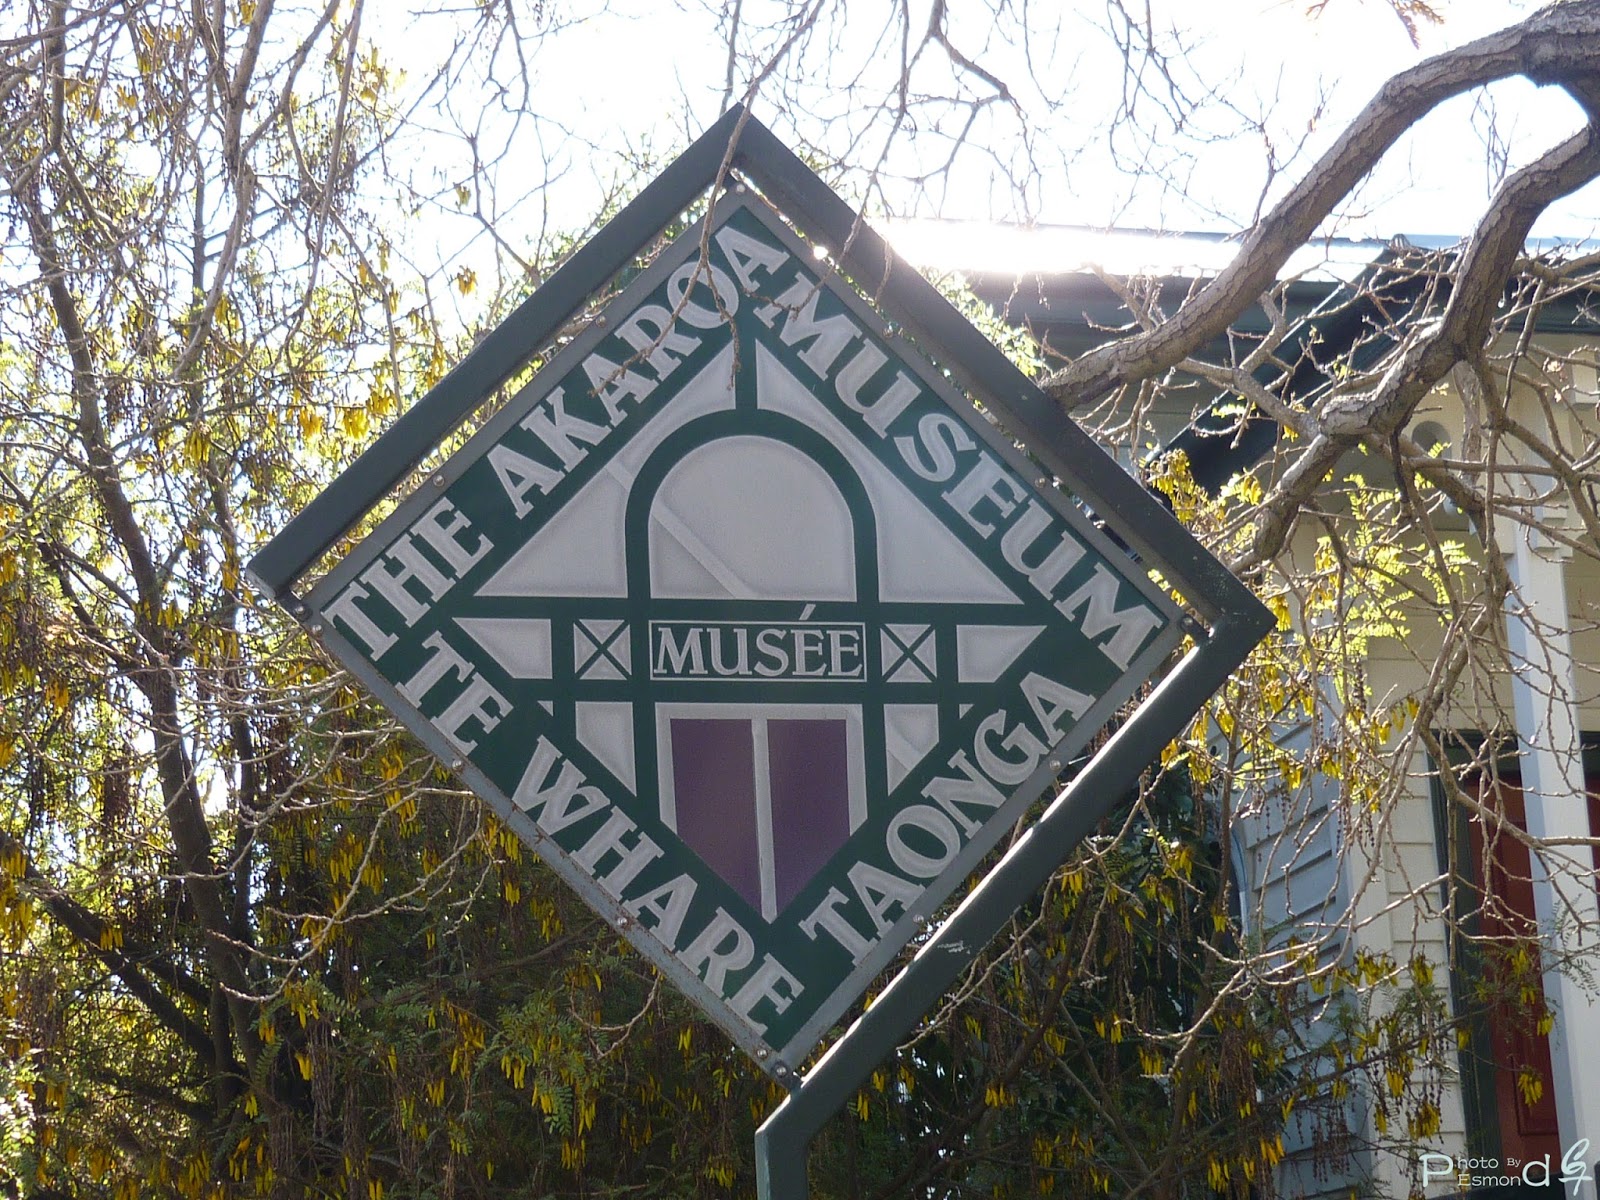 THE AKAROA
MUSEUM
MUSÉE
TE WHARE
TAONGA
Photo By
Esmond